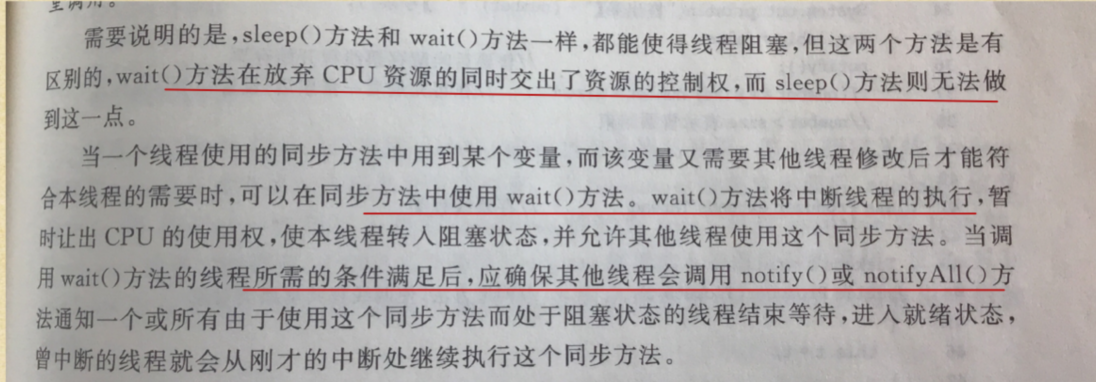 至调用。
需要说明的是,sleep()方法和 wait()方法一样,都能使得线程阻塞,但这两个方法是有
区别的,wait()方法在放弃 CPU 资源的同时交出了资源的控制权,而 sleep()方法则无法做
到这一点。
当一个线程使用的同步方法中用到某个变量,而该变量又需要其他线程修改后才能符
合本线程的需要时,可以在同步方法中使用 wait()方法。wait()方法将中断线程的执行,暂
时让出 CPU 的使用权,使本线程转入阻塞状态,并允许其他线程使用这个同步方法。当调
用 wait()方法的线程所需的条件满足后,应确保其他线程会调用 notify()或 notifyAll()方
法通知一个或所有由于使用这个同步方法而处于阻塞状态的线程结束等待,进入就绪状态,
曾中断的线程就会从刚才的中断处继续执行这个同步方法。